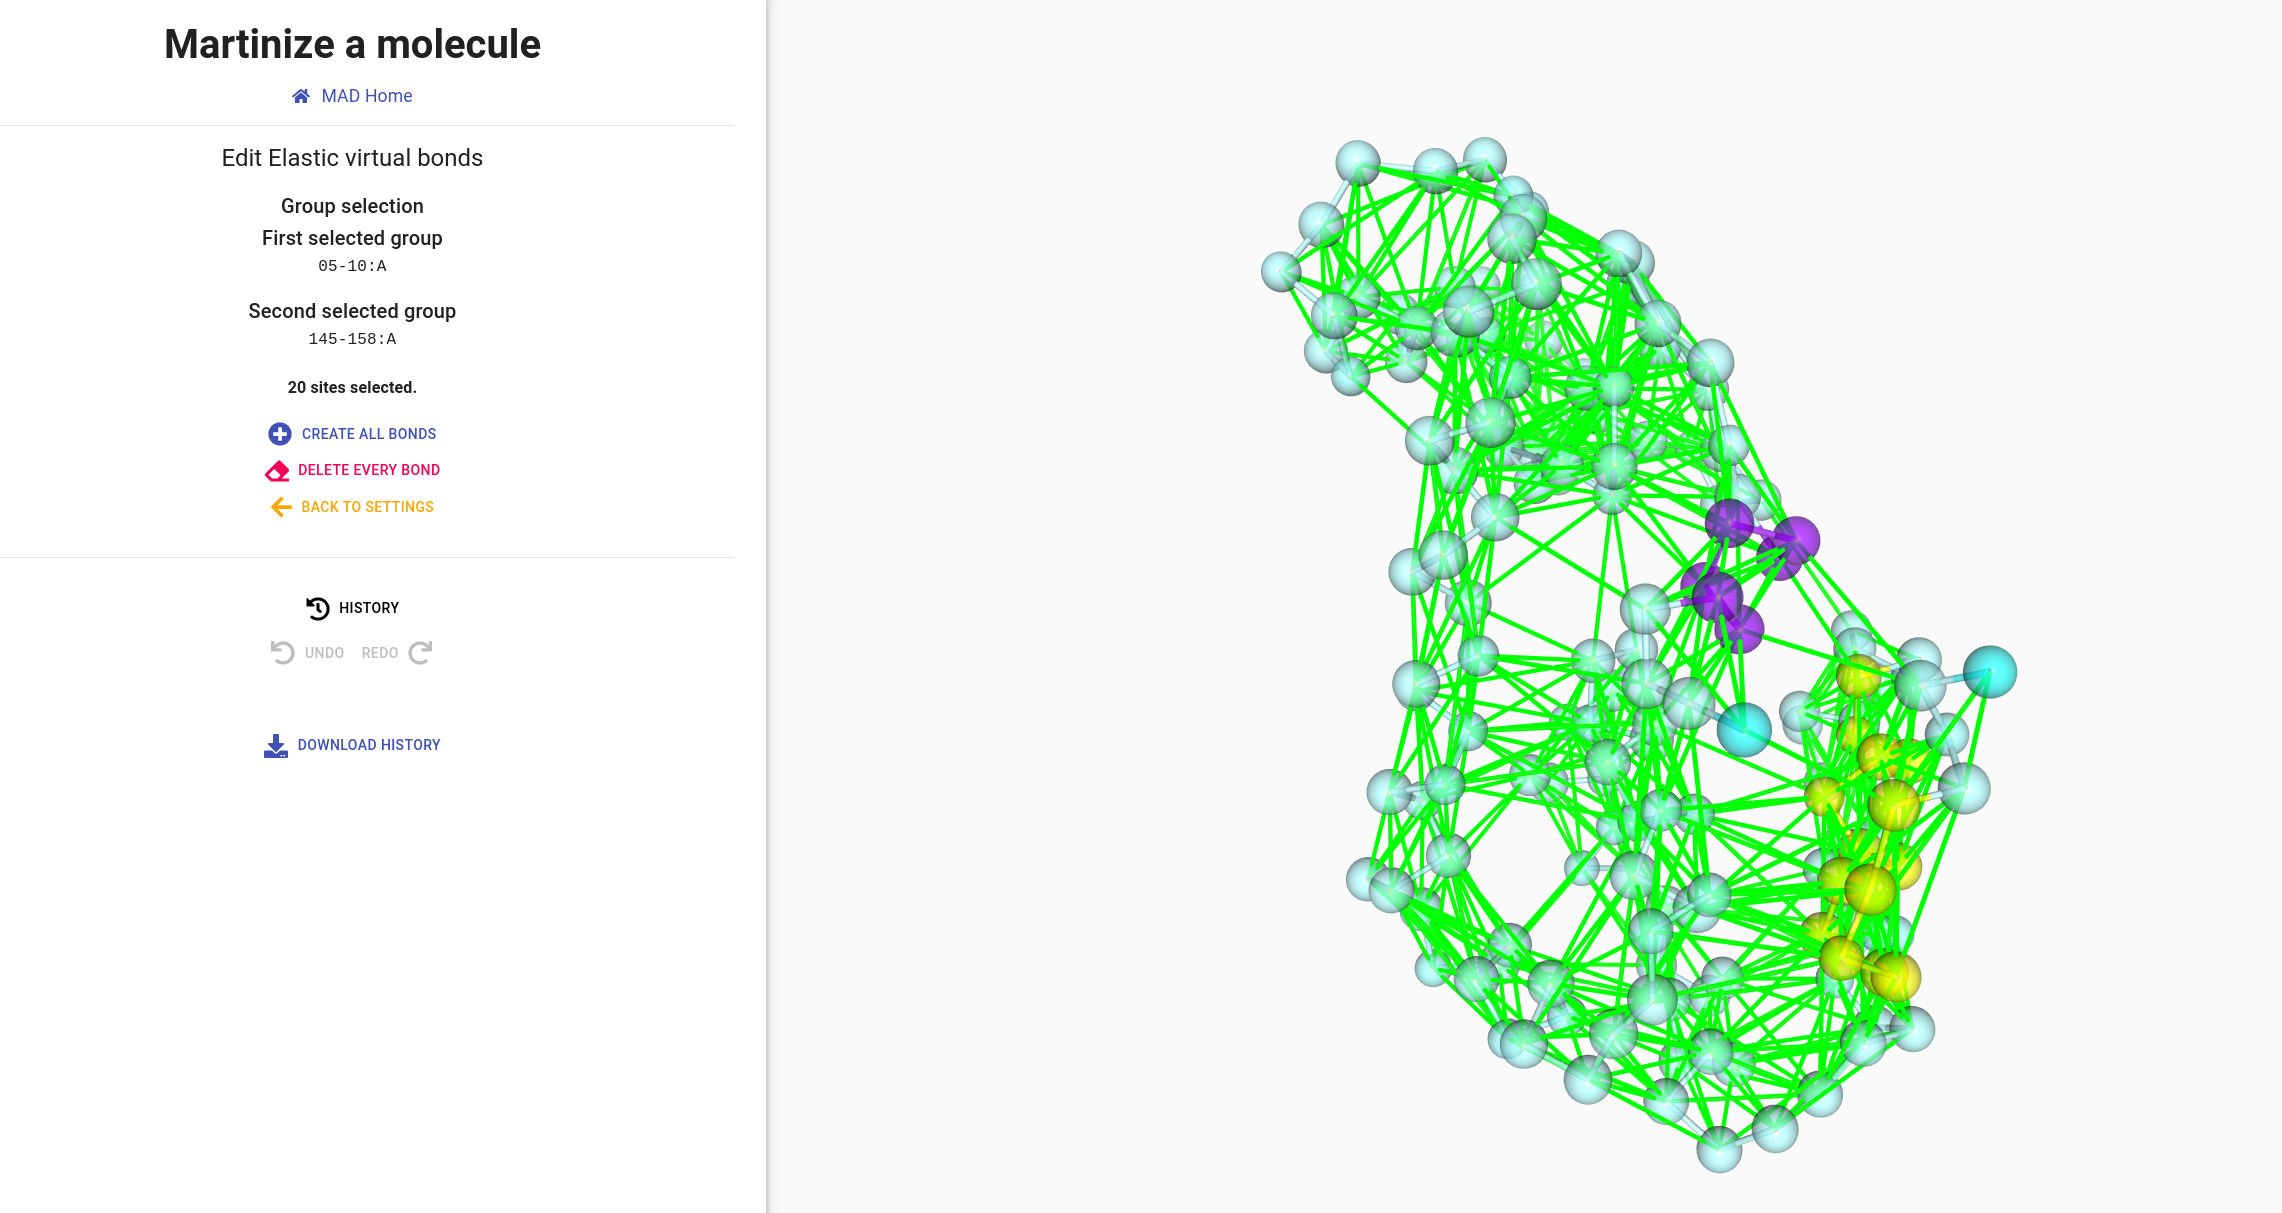 Martinize a molecule
MAD Home
Edit Elastic virtual bonds
Group selection
First selected group
05-10:A
Second selected group
145-158:A
20 sites selected.
CREATE ALL BONDS
DELETE EVERY BOND
BACK TO SETTINGS
HISTORY
UNDO REDO
DOWNLOAD HISTORY